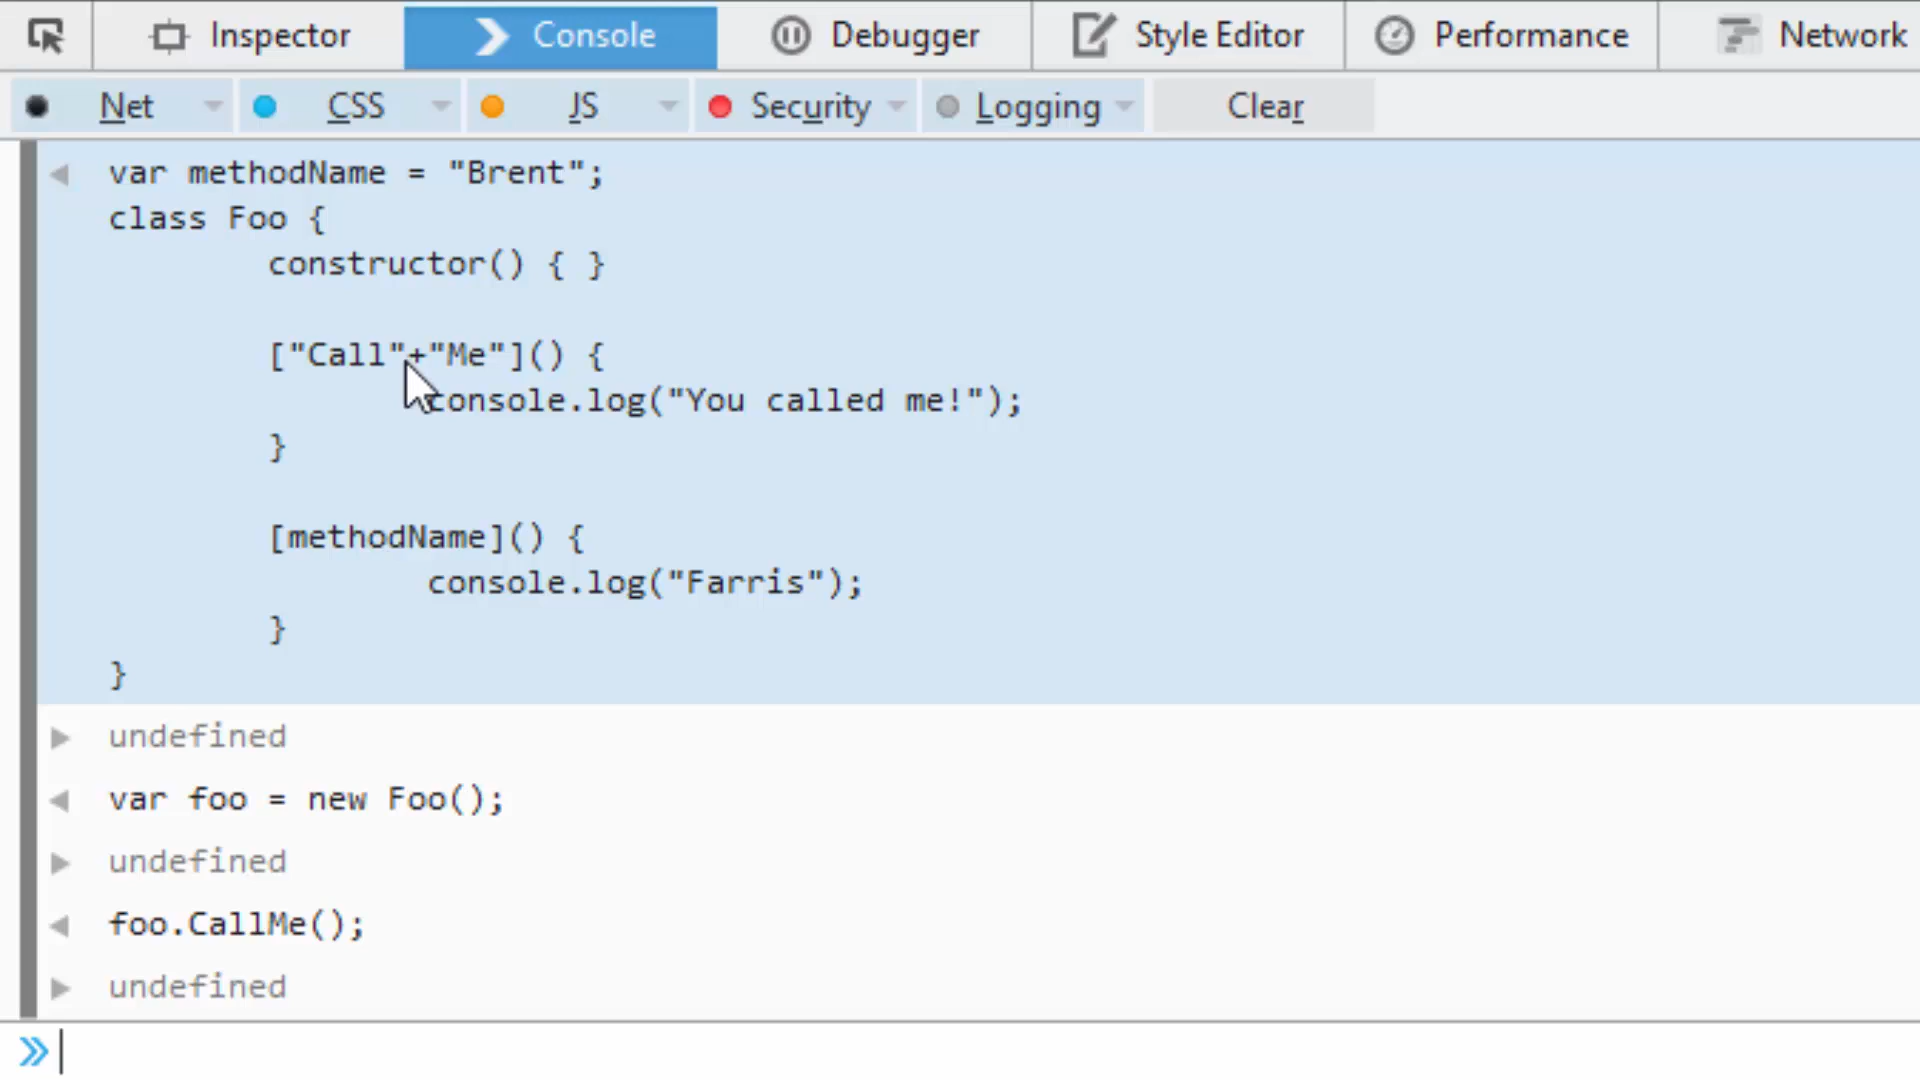 Inspector Console Debugger Style Editor Performance Network
Net CSS JS Security Logging Clear
var methodName = "Brent";
class Foo {
constructor() { }
["Call"+"Me"]() {
console.log("You called me!");
}
[methodName]() {
console.log("Farris");
}
}
undefined
var foo = new Foo();
undefined
foo.CallMe();
undefined